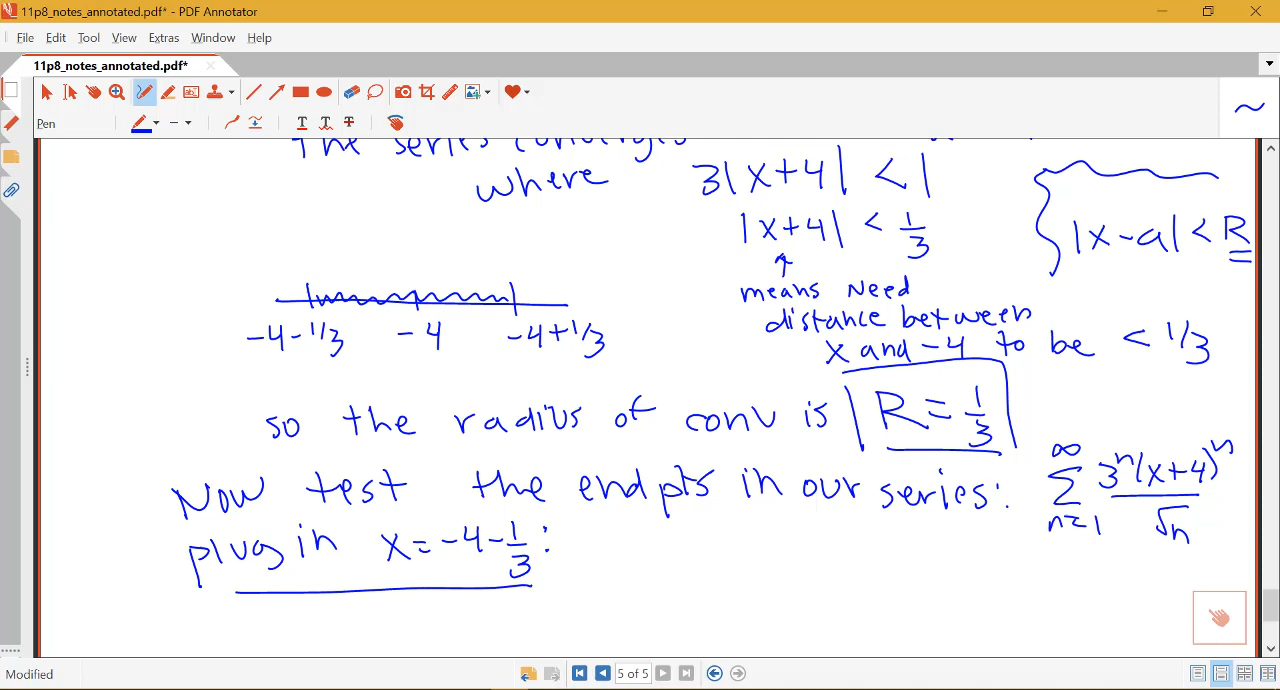 11p8_notes_annotated.pdf* - PDF Annotator
File Edit Tool View Extras Window Help
11p8_notes_annotated.pdf*
Pen
The series converges
where 3|x+4| < 1
|x+4| < 1/3
|x-a| < R
means need
distance between
x and -4 to be < 1/3
-4-1/3 -4 -4+1/3
so the radius of conv is R = 1/3
Now test the endpts in our series: ∞ Σ n=1 3^n(x+4)^n / √n
plug in x = -4 - 1/3 :
Modified 5 of 5